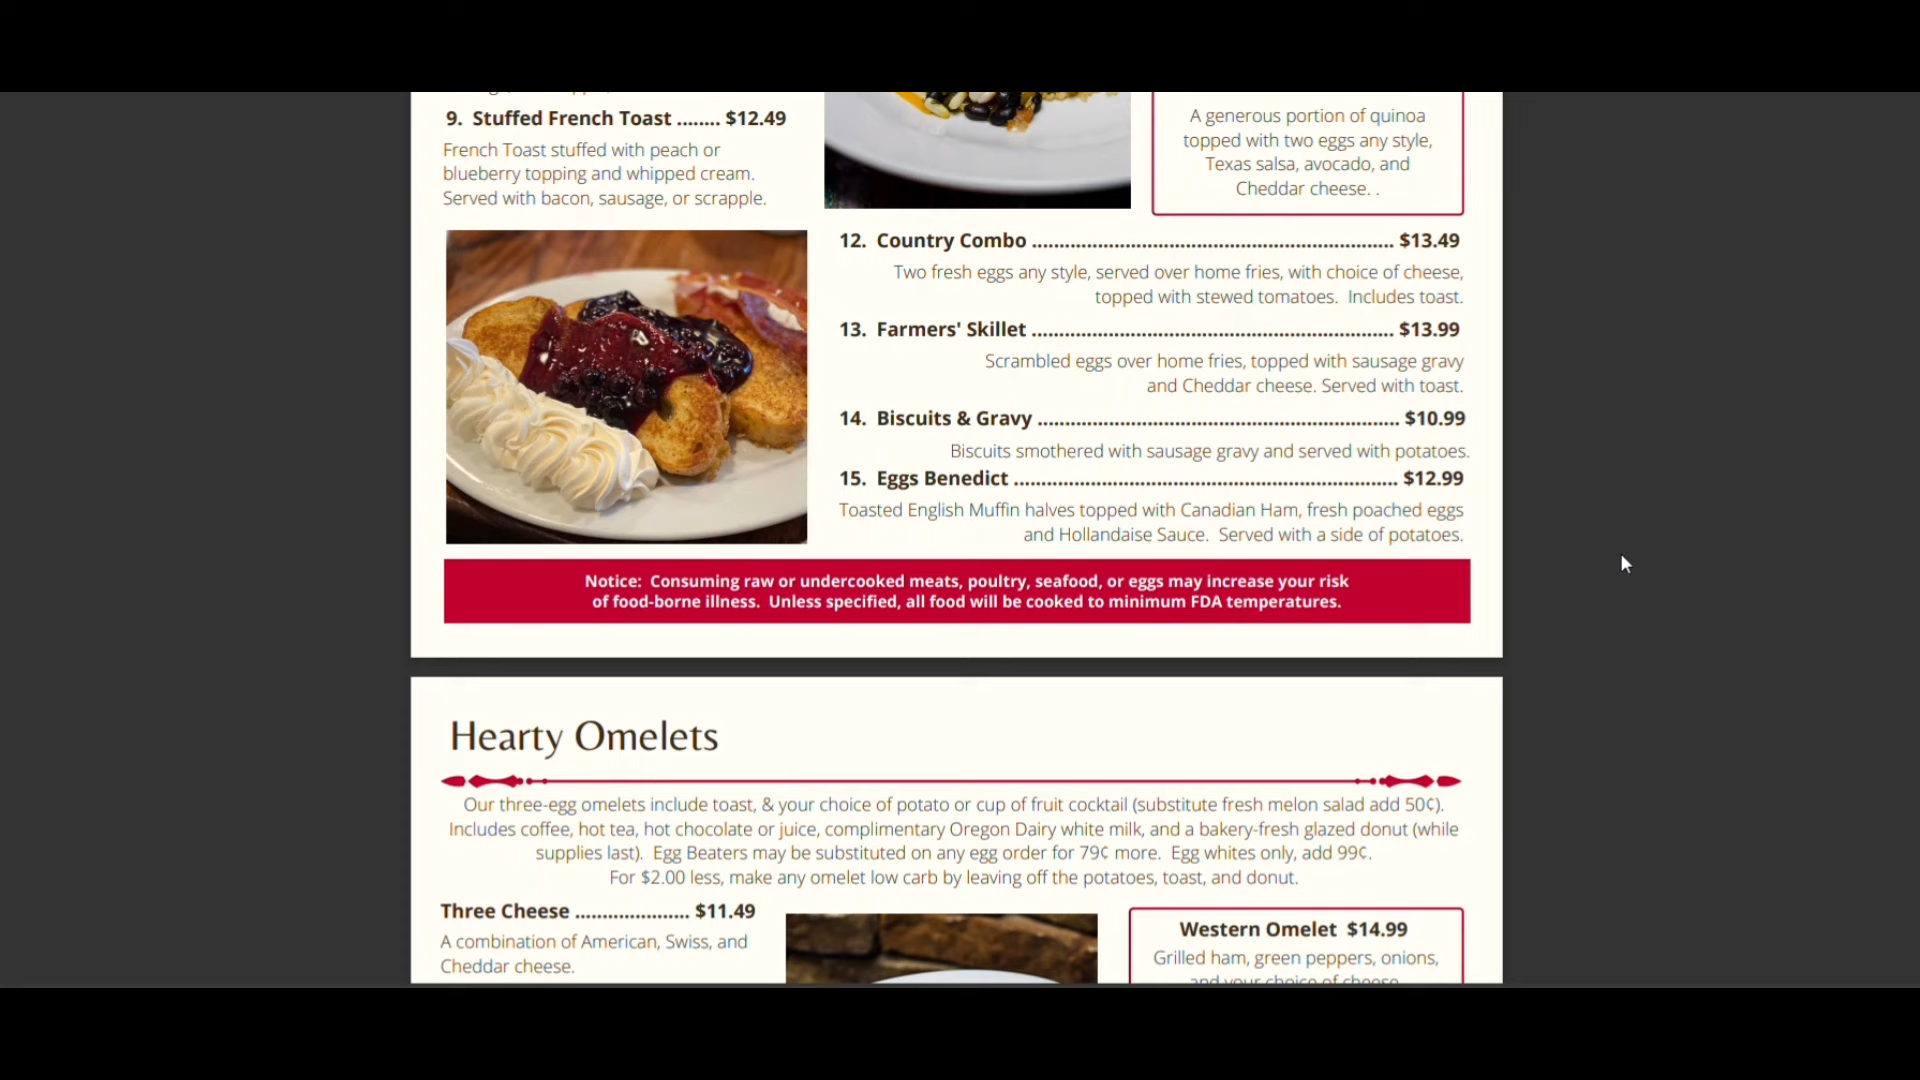 9. Stuffed French Toast ........ $12.49
French Toast stuffed with peach or
blueberry topping and whipped cream.
Served with bacon, sausage, or scrapple.
A generous portion of quinoa
topped with two eggs any style,
Texas salsa, avocado, and
Cheddar cheese. .
12. Country Combo ................................................................. $13.49
Two fresh eggs any style, served over home fries, with choice of cheese,
topped with stewed tomatoes. Includes toast.
13. Farmers' Skillet ................................................................. $13.99
Scrambled eggs over home fries, topped with sausage gravy
and Cheddar cheese. Served with toast.
14. Biscuits & Gravy ................................................................. $10.99
Biscuits smothered with sausage gravy and served with potatoes.
15. Eggs Benedict ..................................................................... $12.99
Toasted English Muffin halves topped with Canadian Ham, fresh poached eggs
and Hollandaise Sauce. Served with a side of potatoes.
Notice: Consuming raw or undercooked meats, poultry, seafood, or eggs may increase your risk
of food-borne illness. Unless specified, all food will be cooked to minimum FDA temperatures.
Hearty Omelets
Our three-egg omelets include toast, & your choice of potato or cup of fruit cocktail (substitute fresh melon salad add 50¢).
Includes coffee, hot tea, hot chocolate or juice, complimentary Oregon Dairy white milk, and a bakery-fresh glazed donut (while
supplies last). Egg Beaters may be substituted on any egg order for 79¢ more. Egg whites only, add 99¢.
For $2.00 less, make any omelet low carb by leaving off the potatoes, toast, and donut.
Three Cheese ..................... $11.49
A combination of American, Swiss, and
Cheddar cheese.
Western Omelet $14.99
Grilled ham, green peppers, onions,
and your choice of cheese